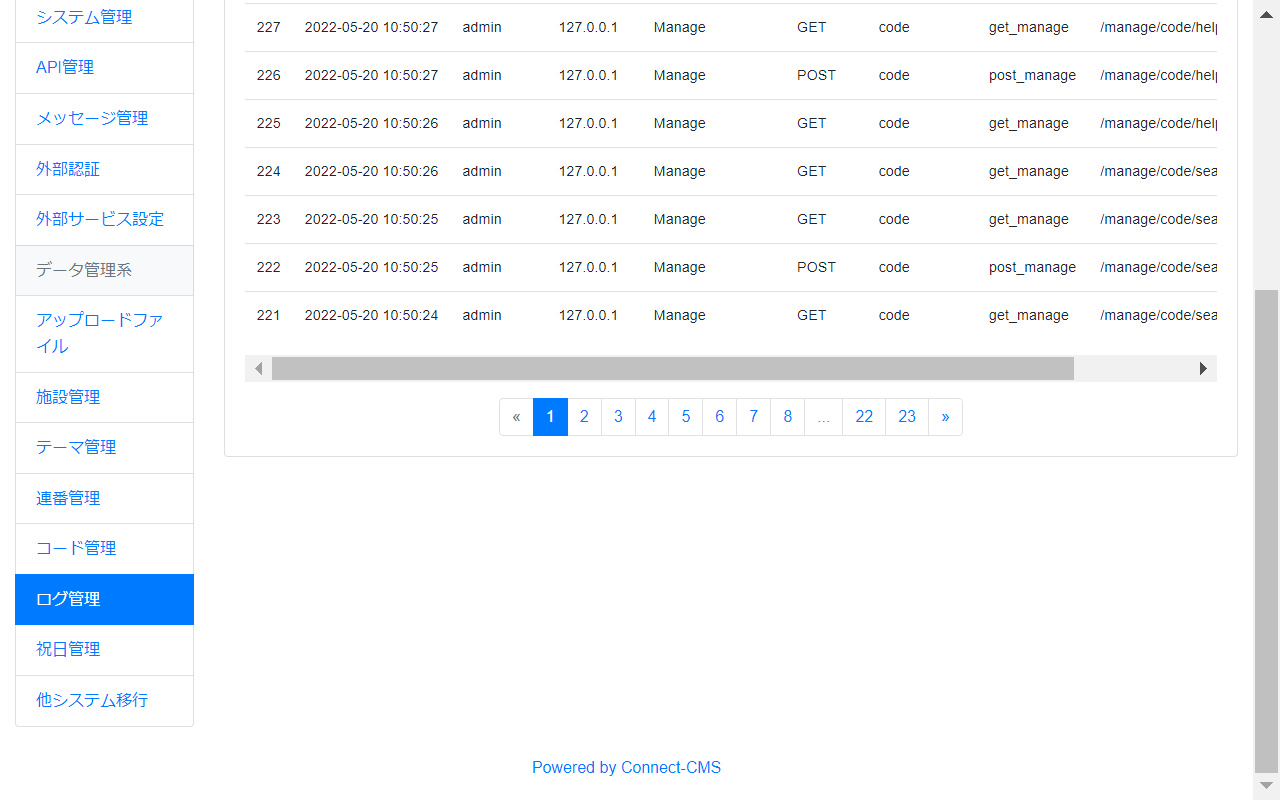 システム管理
API管理
メッセージ管理
外部認証
外部サービス設定
データ管理系
アップロードファ
イル
施設管理
テーマ管理
連番管理
コード管理
ログ管理
祝日管理
他システム移行
227 2022-05-20 10:50:27 admin 127.0.0.1 Manage GET code get_manage /manage/code/help
226 2022-05-20 10:50:27 admin 127.0.0.1 Manage POST code post_manage /manage/code/help
225 2022-05-20 10:50:26 admin 127.0.0.1 Manage GET code get_manage /manage/code/help
224 2022-05-20 10:50:26 admin 127.0.0.1 Manage GET code get_manage /manage/code/sea
223 2022-05-20 10:50:25 admin 127.0.0.1 Manage GET code get_manage /manage/code/sea
222 2022-05-20 10:50:25 admin 127.0.0.1 Manage POST code post_manage /manage/code/sea
221 2022-05-20 10:50:24 admin 127.0.0.1 Manage GET code get_manage /manage/code/sea
« 1 2 3 4 5 6 7 8 ... 22 23 »
Powered by Connect-CMS